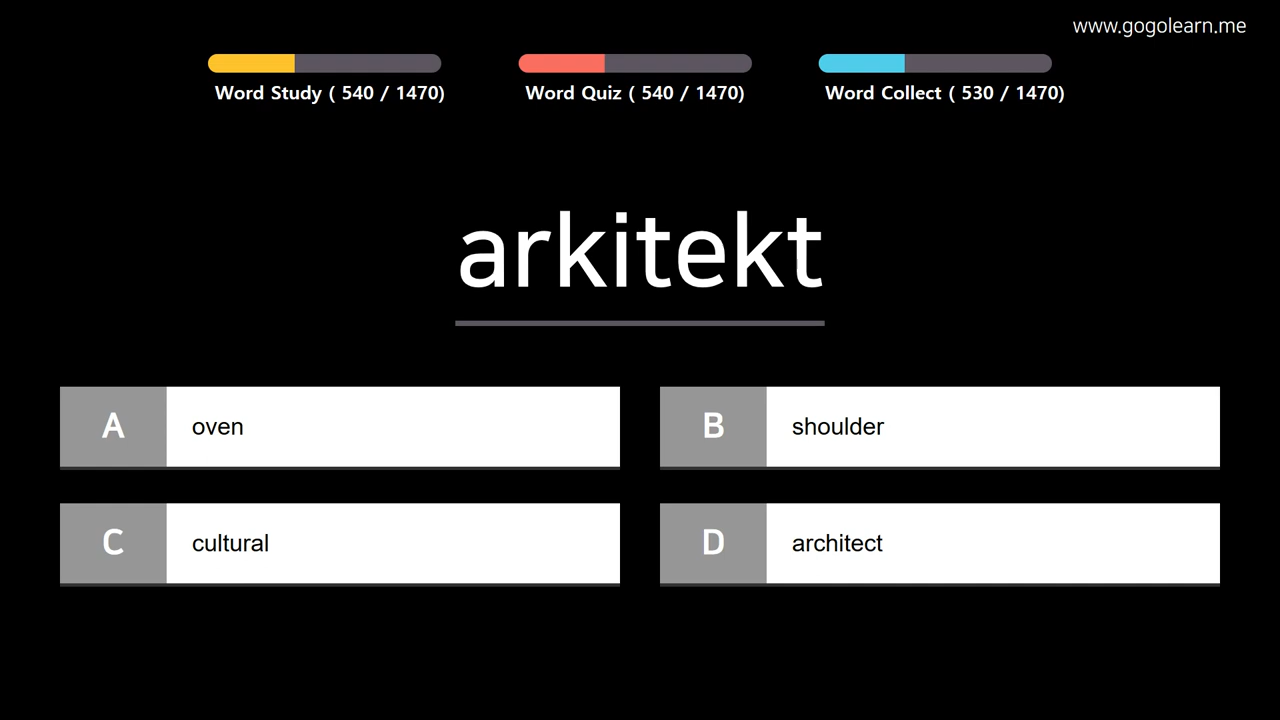 www.gogolearn.me
Word Study ( 540 / 1470)
Word Quiz ( 540 / 1470)
Word Collect ( 530 / 1470)
arkitekt
A oven
B shoulder
C cultural
D architect